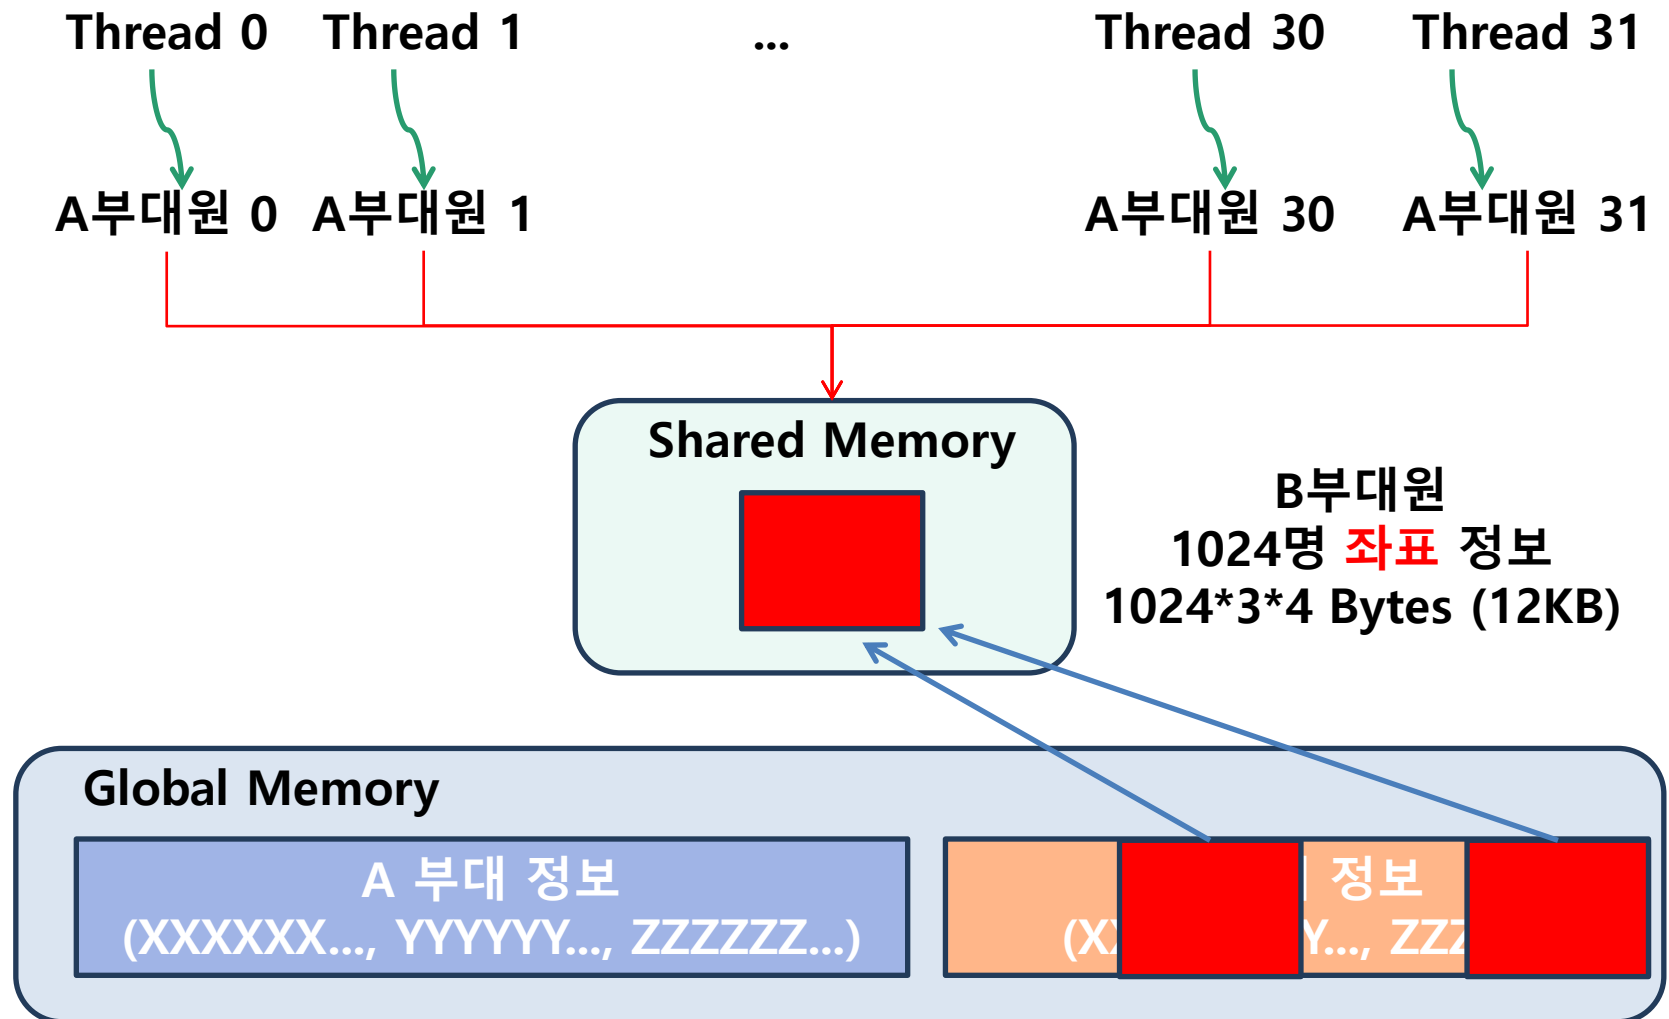 Thread 0 Thread 1 ... Thread 30 Thread 31
A부대원 0 A부대원 1 A부대원 30 A부대원 31
Shared Memory
B부대원
1024명 좌표 정보
1024*3*4 Bytes (12KB)
Global Memory
A 부대 정보
(XXXXXX..., YYYYYY..., ZZZZZZ...)
정보